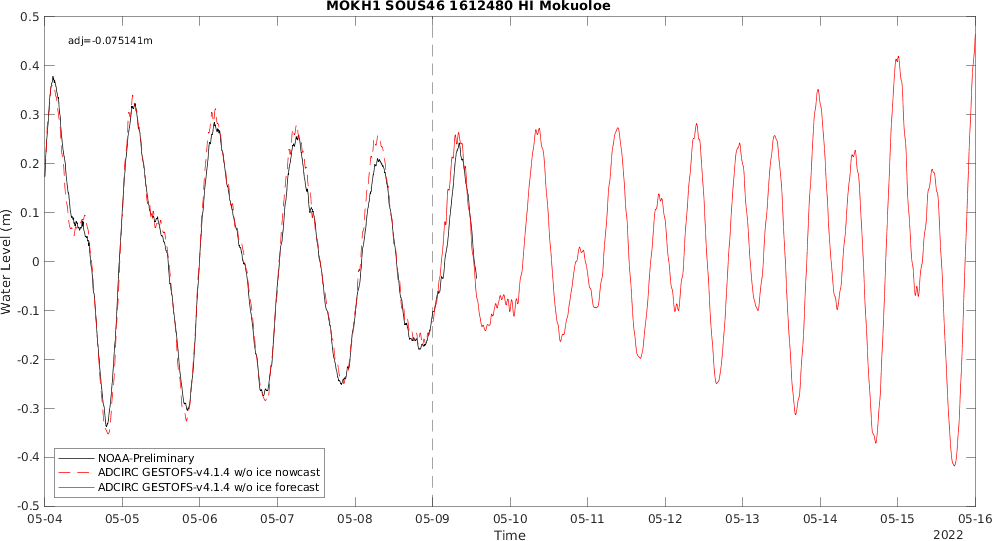 MOKH1 SOUS46 1612480 HI Mokuoloe
adj=-0.075141m
Water Level (m)
0.5
0.4
0.3
0.2
0.1
0
-0.1
-0.2
-0.3
-0.4
-0.5
NOAA-Preliminary
ADCIRC GESTOFS-v4.1.4 w/o ice nowcast
ADCIRC GESTOFS-v4.1.4 w/o ice forecast
05-04 05-05 05-06 05-07 05-08 05-09 05-10 05-11 05-12 05-13 05-14 05-15 05-16
Time
2022